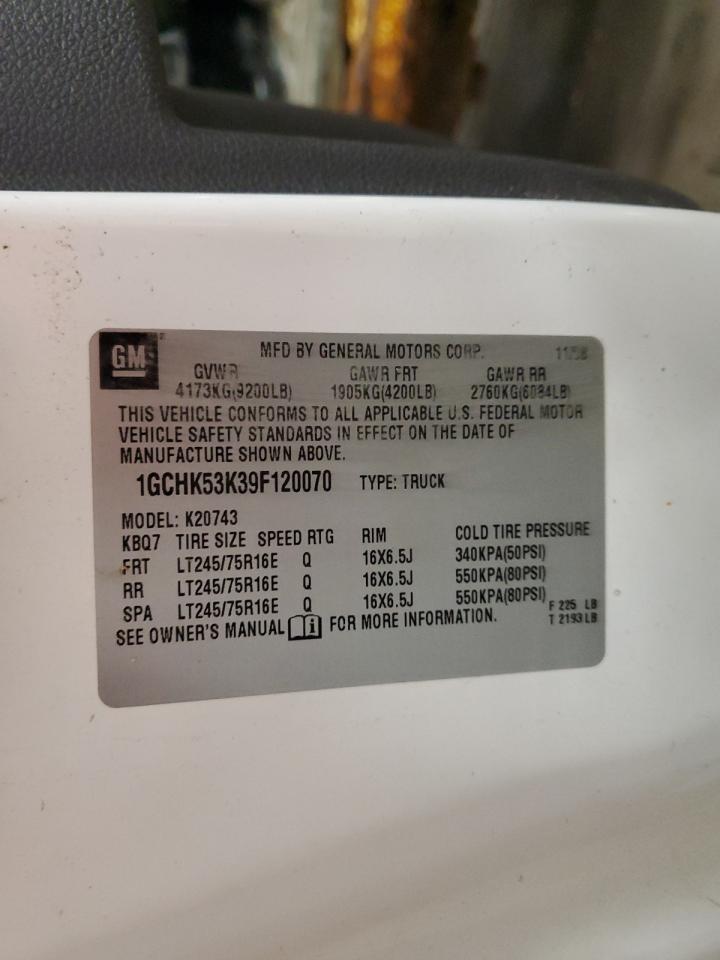 GM
MFD BY GENERAL MOTORS CORP.
GVWR GAWR FRT GAWR RR
4173KG(9200LB) 1905KG(4200LB) 2760KG(6084LB)
THIS VEHICLE CONFORMS TO ALL APPLICABLE U.S. FEDERAL MOTOR
VEHICLE SAFETY STANDARDS IN EFFECT ON THE DATE OF
MANUFACTURE SHOWN ABOVE.
1GCHK53K39F120070 TYPE: TRUCK
MODEL: K20743
KBQ7 TIRE SIZE SPEED RTG RIM COLD TIRE PRESSURE
FRT LT245/75R16E Q 16X6.5J 340KPA(50PSI)
RR LT245/75R16E Q 16X6.5J 550KPA(80PSI)
SPA LT245/75R16E Q 16X6.5J 550KPA(80PSI)
SEE OWNER'S MANUAL i FOR MORE INFORMATION.
F 225 LB
T 2193 LB